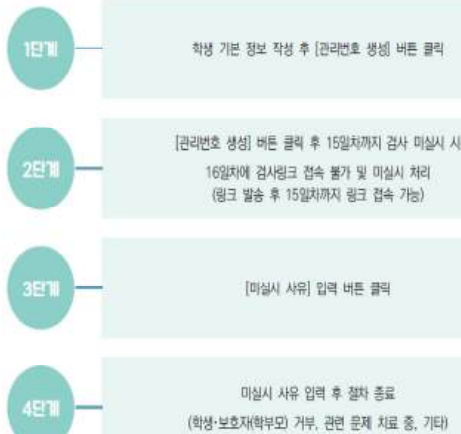 1단계
학생 기본 정보 작성 후 [관리번호 생성] 버튼 클릭
2단계
[관리번호 생성] 버튼 클릭 후 15일차까지 검사 미실시 시
16일차에 검사링크 접속 불가 및 미실시 처리
(링크 발송 후 15일차까지 링크 접속 가능)
3단계
[미실시 사유] 입력 버튼 클릭
4단계
미실시 사유 입력 후 절차 종료
(학생·보호자(학부모) 거부, 관련 문제 치료 중, 기타)